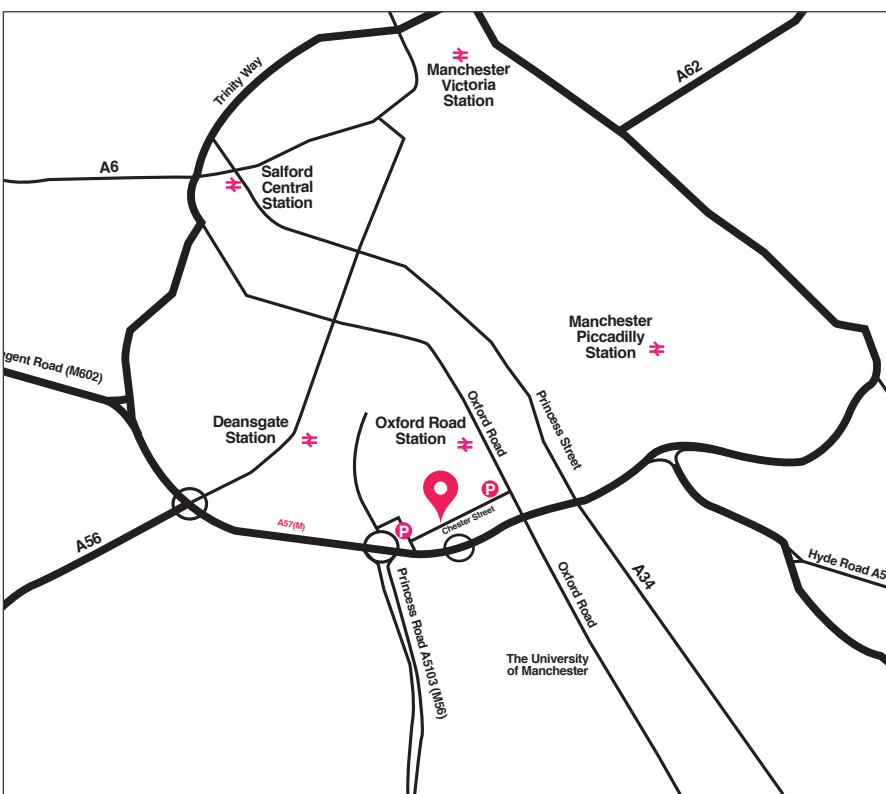 Manchester
Victoria
Station
A62
Trinity Way
A6
Salford
Central
Station
Manchester
Piccadilly
Station
gent Road (M602)
Deansgate
Station
Oxford Road
Station
Oxford Road
Princess Street
P
Chester Street
P
A57(M)
A56
Princess Road A5103 (M56)
Oxford Road
A34
Hyde Road A5
The University
of Manchester